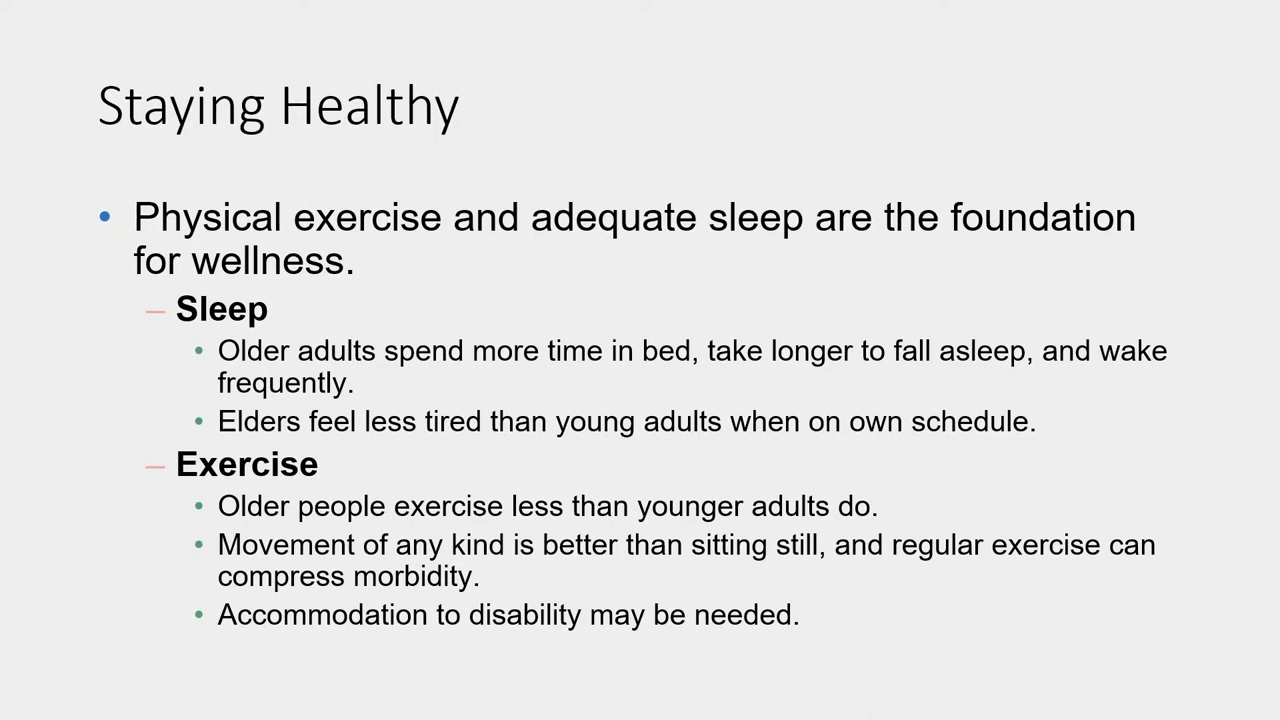 Staying Healthy
• Physical exercise and adequate sleep are the foundation
for wellness.
– Sleep
• Older adults spend more time in bed, take longer to fall asleep, and wake
frequently.
• Elders feel less tired than young adults when on own schedule.
– Exercise
• Older people exercise less than younger adults do.
• Movement of any kind is better than sitting still, and regular exercise can
compress morbidity.
• Accommodation to disability may be needed.